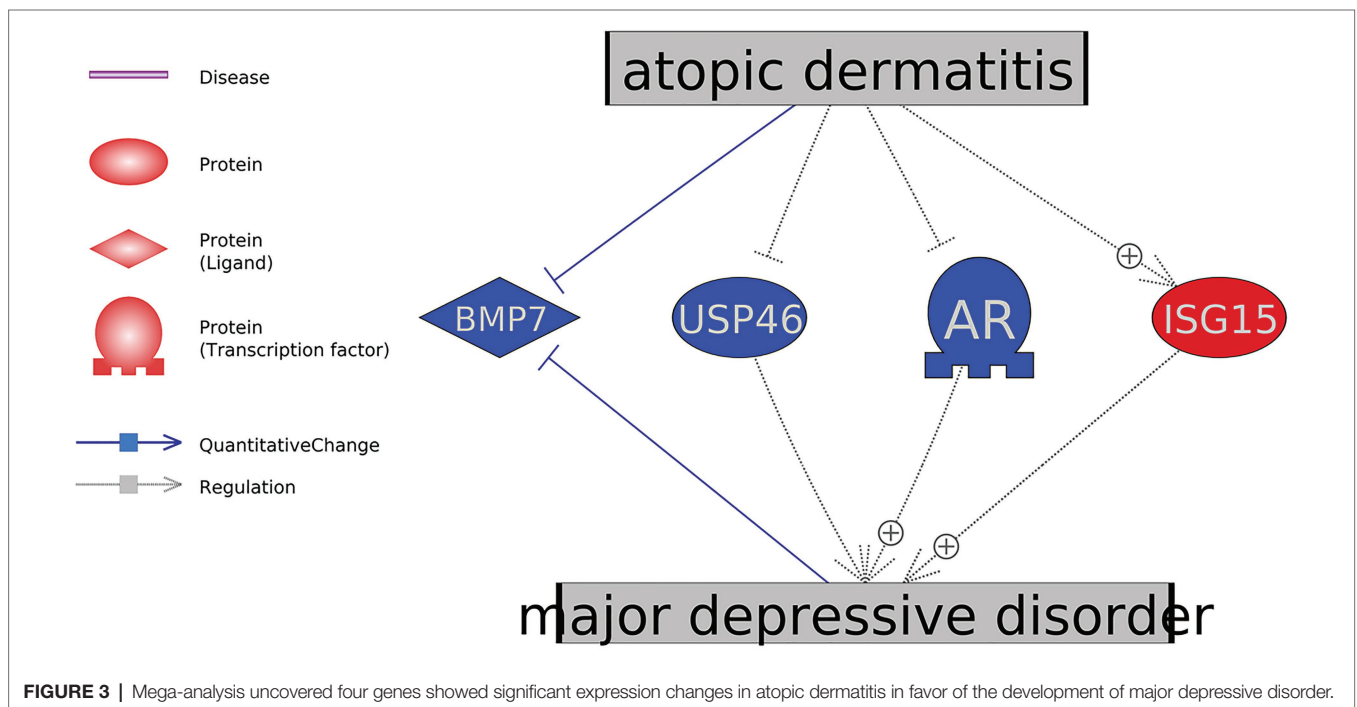 atopic dermatitis
Disease
Protein
Protein
(Ligand)
Protein
(Transcription factor)
QuantitativeChange
Regulation
BMP7
USP46
AR
ISG15
+
+
+
major depressive disorder
FIGURE 3 | Mega-analysis uncovered four genes showed significant expression changes in atopic dermatitis in favor of the development of major depressive disorder.